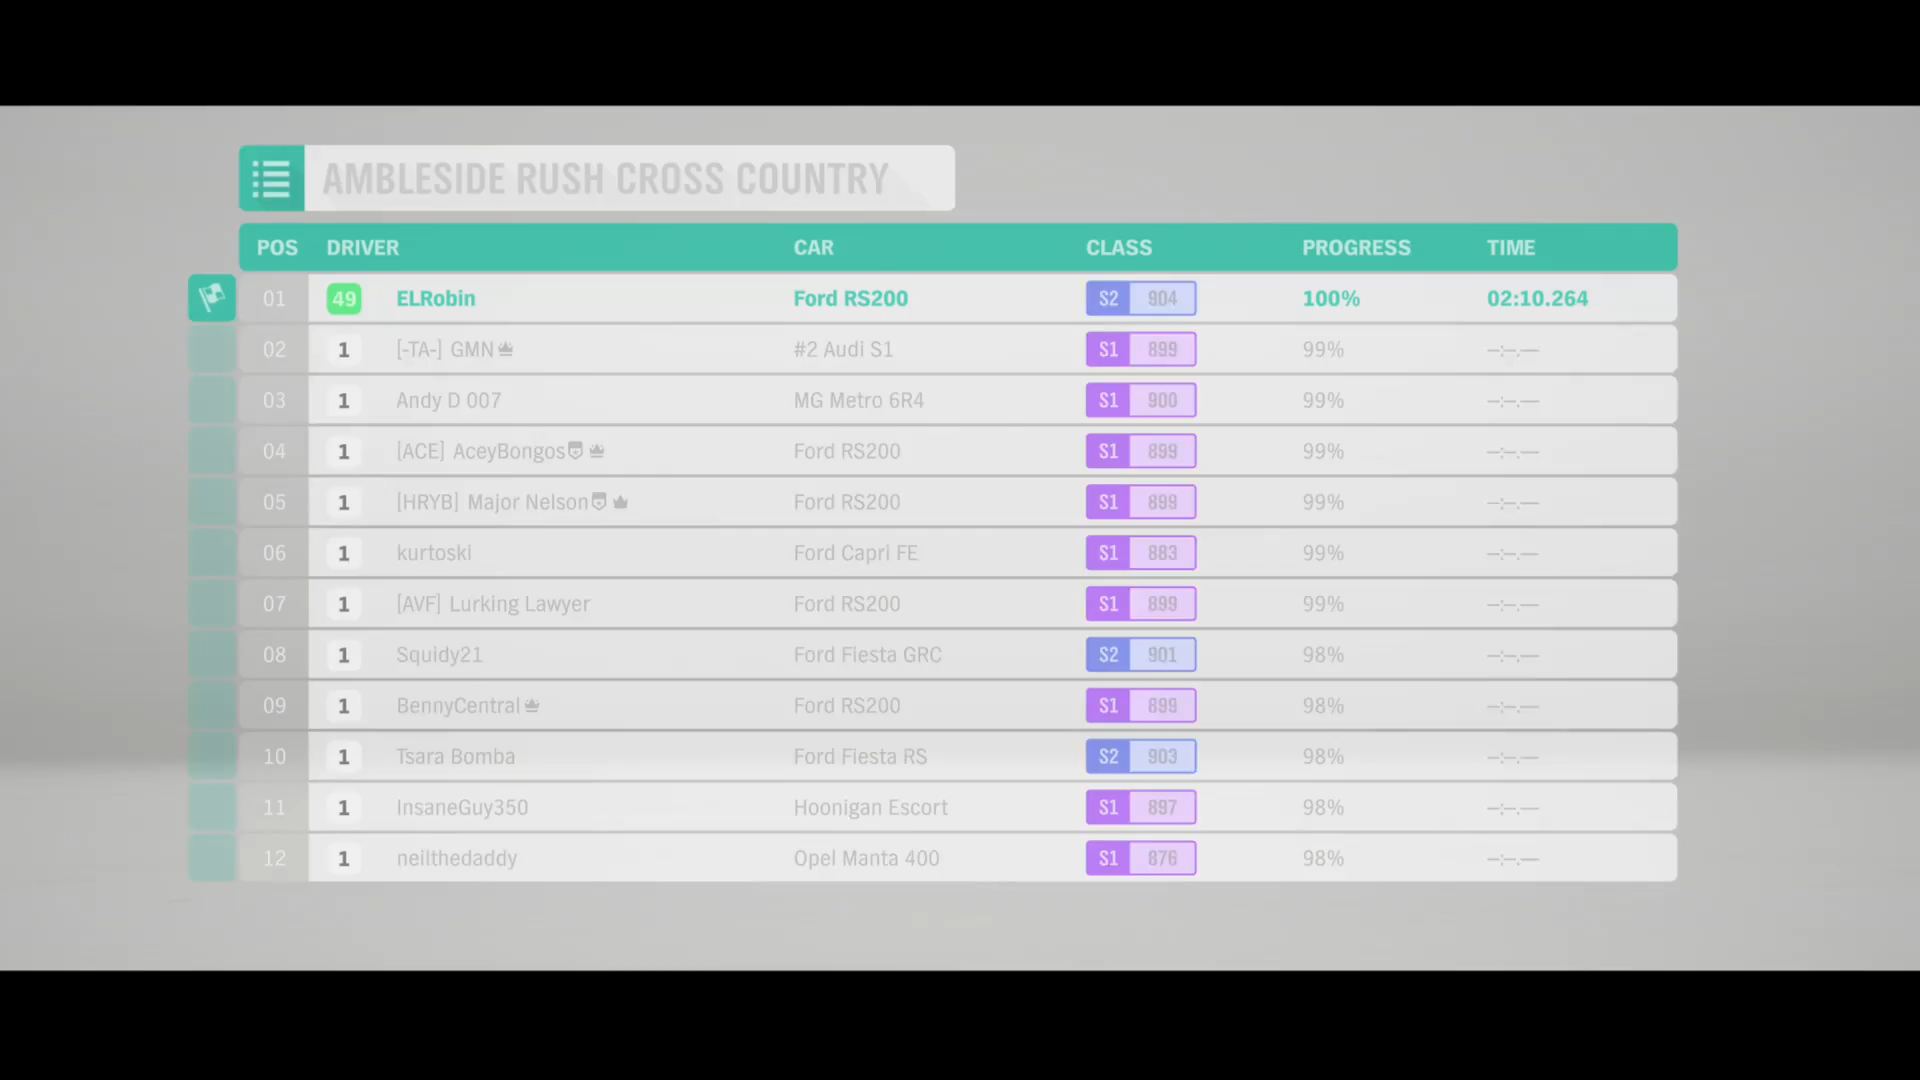 AMBLESIDE RUSH CROSS COUNTRY
POS DRIVER CAR CLASS PROGRESS TIME
01 49 ELRobin Ford RS200 S2 904 100% 02:10.264
02 1 [-TA-] GMN #2 Audi S1 S1 899 99% --:--.---
03 1 Andy D 007 MG Metro 6R4 S1 900 99% --:--.---
04 1 [ACE] AceyBongos Ford RS200 S1 899 99% --:--.---
05 1 [HRYB] Major Nelson Ford RS200 S1 899 99% --:--.---
06 1 kurtoski Ford Capri FE S1 883 99% --:--.---
07 1 [AVF] Lurking Lawyer Ford RS200 S1 899 99% --:--.---
08 1 Squidy21 Ford Fiesta GRC S2 901 98% --:--.---
09 1 BennyCentral Ford RS200 S1 899 98% --:--.---
10 1 Tsara Bomba Ford Fiesta RS S2 903 98% --:--.---
11 1 InsaneGuy350 Hoonigan Escort S1 897 98% --:--.---
12 1 neilthedaddy Opel Manta 400 S1 876 98% --:--.---